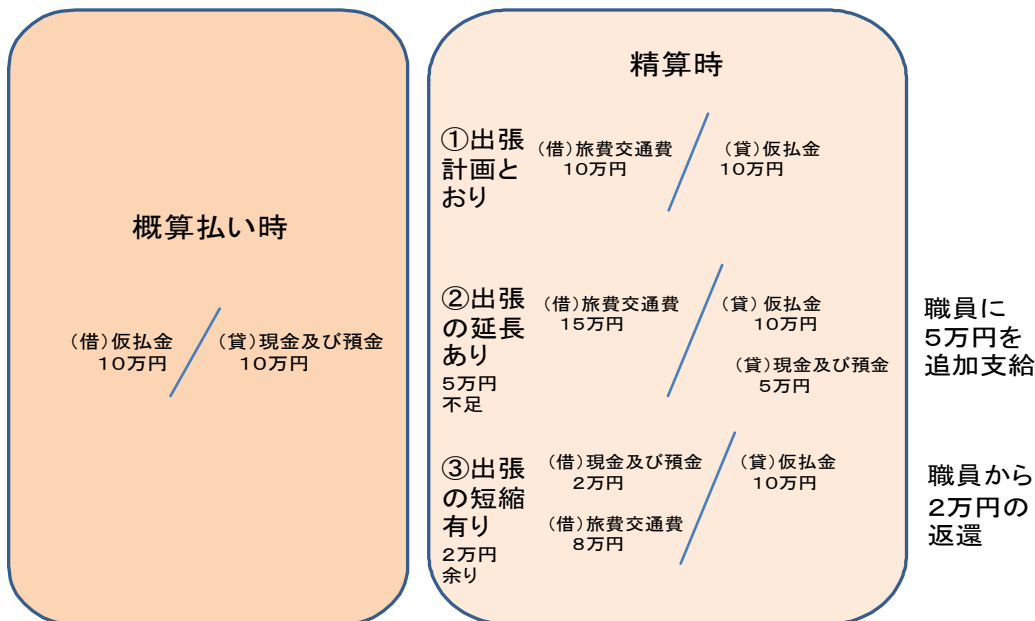 概算払い時
(借)仮払金
10万円
(貸)現金及び預金
10万円
精算時
①出張
計画と
おり
(借)旅費交通費
10万円
(貸)仮払金
10万円
②出張
の延長
あり
5万円
不足
(借)旅費交通費
15万円
(貸)仮払金
10万円
(貸)現金及び預金
5万円
職員に
5万円を
追加支給
③出張
の短縮
有り
2万円
余り
(借)現金及び預金
2万円
(借)旅費交通費
8万円
(貸)仮払金
10万円
職員から
2万円の
返還